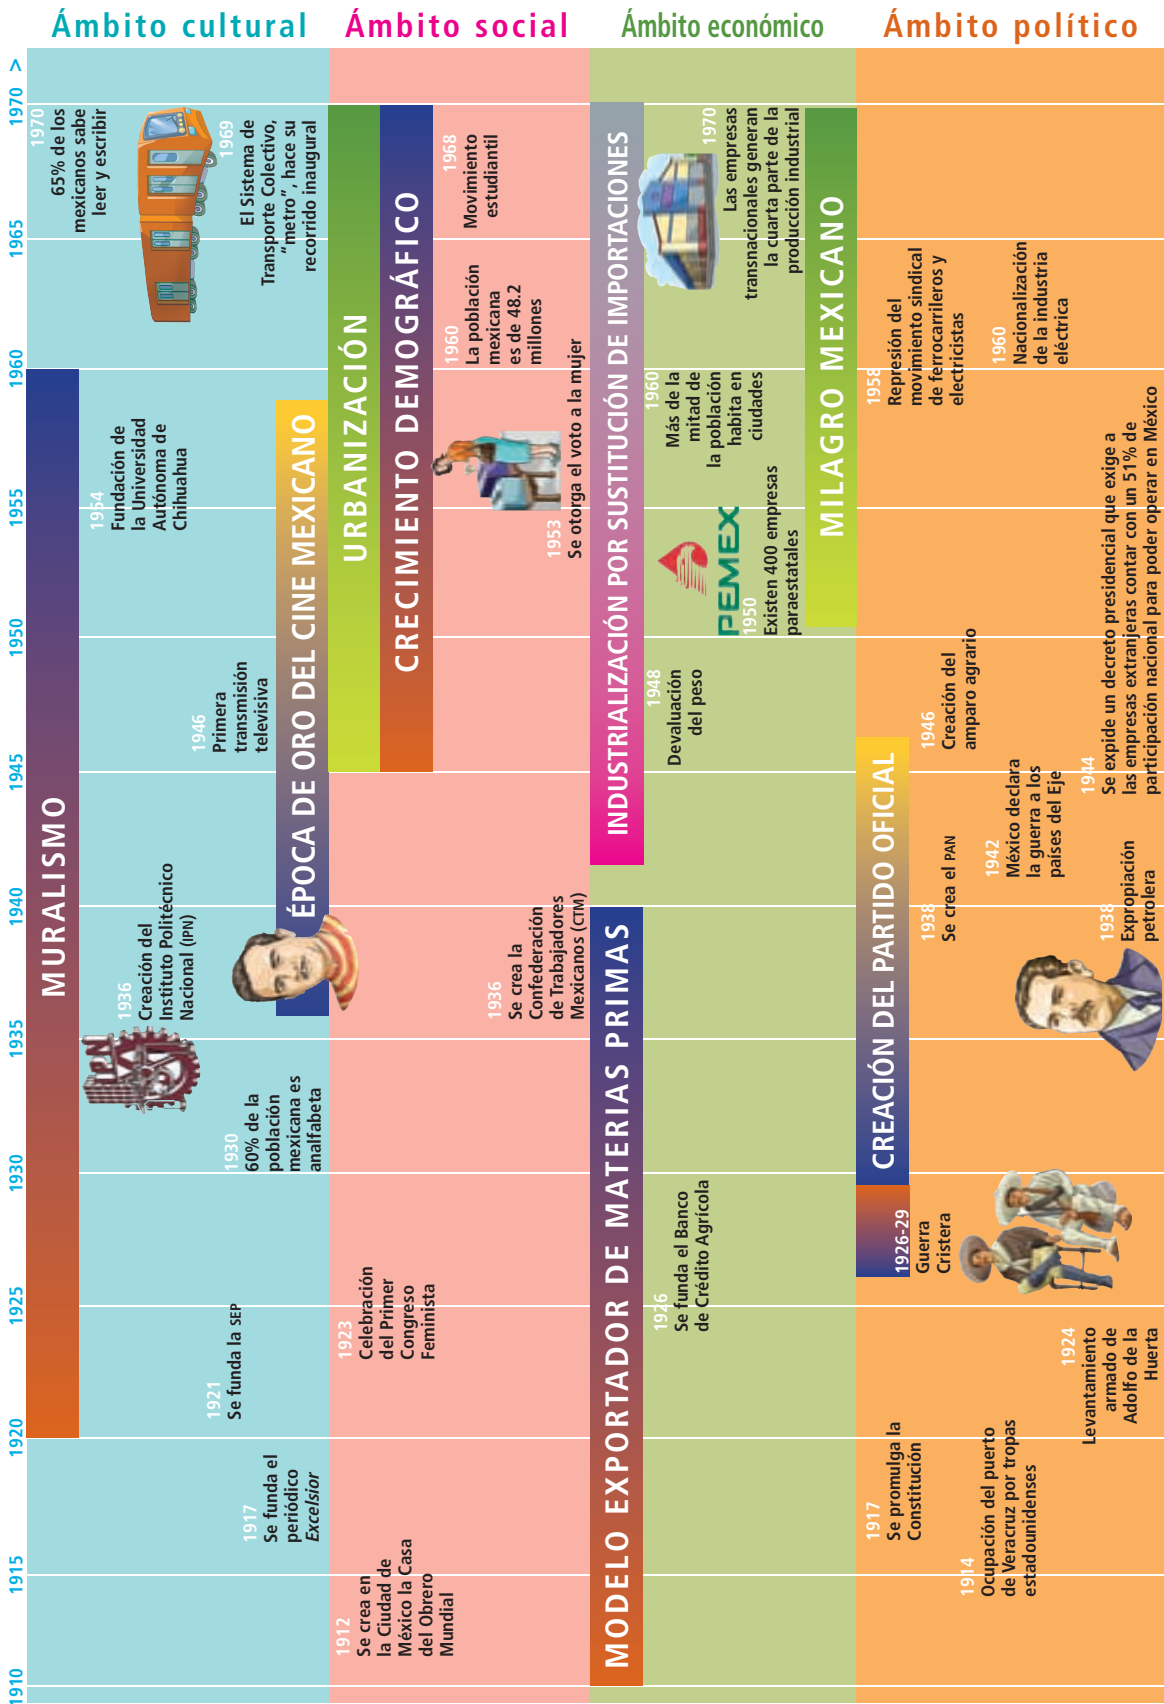 Ámbito cultural
Ámbito social
Ámbito económico
Ámbito político
1910
1915
1920
1925
1930
1935
1940
1945
1950
1955
1960
1965
1970 >
MURALISMO
1917
Se funda el
periódico
Excelsior
1921
Se funda la SEP
1930
60% de la
población
mexicana es
analfabeta
IPN
1936
Creación del
Instituto Politécnico
Nacional (IPN)
ÉPOCA DE ORO DEL CINE MEXICANO
1946
Primera
transmisión
televisiva
1954
Fundación de
la Universidad
Autónoma de
Chihuahua
1969
El Sistema de
Transporte Colectivo,
“metro”, hace su
recorrido inaugural
1970
65% de los
mexicanos sabe
leer y escribir
URBANIZACIÓN
CRECIMIENTO DEMOGRÁFICO
1912
Se crea en
la Ciudad de
México la Casa
del Obrero
Mundial
1923
Celebración
del Primer
Congreso
Feminista
1936
Se crea la
Confederación
de Trabajadores
Mexicanos (CTM)
1953
Se otorga el voto a la mujer
1960
La población
mexicana
es de 48.2
millones
1968
Movimiento
estudiantil
MODELO EXPORTADOR DE MATERIAS PRIMAS
INDUSTRIALIZACIÓN POR SUSTITUCIÓN DE IMPORTACIONES
1926
Se funda el Banco
de Crédito Agrícola
1948
Devaluación
del peso
PEMEX
1950
Existen 400 empresas
paraestatales
1960
Más de la
mitad de
la población
habita en
ciudades
1970
Las empresas
transnacionales generan
la cuarta parte de la
producción industrial
MILAGRO MEXICANO
1914
Ocupación del puerto
de Veracruz por tropas
estadounidenses
1917
Se promulga la
Constitución
1924
Levantamiento
armado de
Adolfo de la
Huerta
1926-29
Guerra
Cristera
CREACIÓN DEL PARTIDO OFICIAL
1938
Se crea el PAN
1938
Expropiación
petrolera
1942
México declara
la guerra a los
países del Eje
1944
Se expide un decreto presidencial que exige a
las empresas extranjeras contar con un 51% de
participación nacional para poder operar en México
1946
Creación del
amparo agrario
1958
Represión del
movimiento sindical
de ferrocarrileros y
electricistas
1960
Nacionalización
de la industria
eléctrica